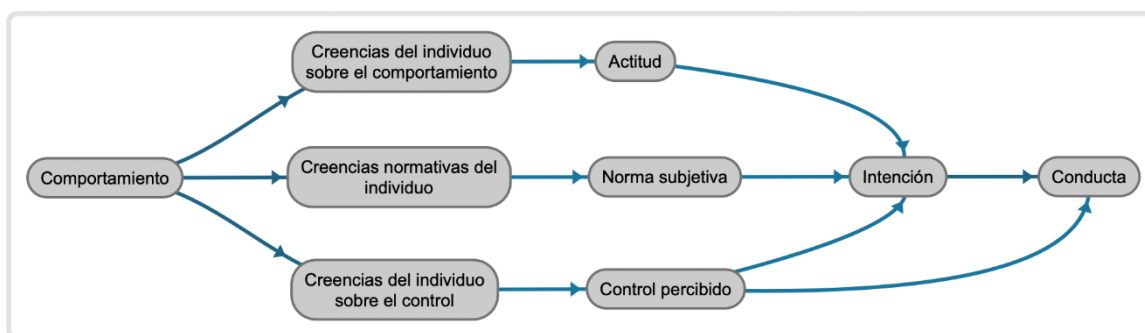 Creencias del individuo
sobre el comportamiento
Actitud
Comportamiento
Creencias normativas del
individuo
Norma subjetiva
Intención
Conducta
Creencias del individuo
sobre el control
Control percibido